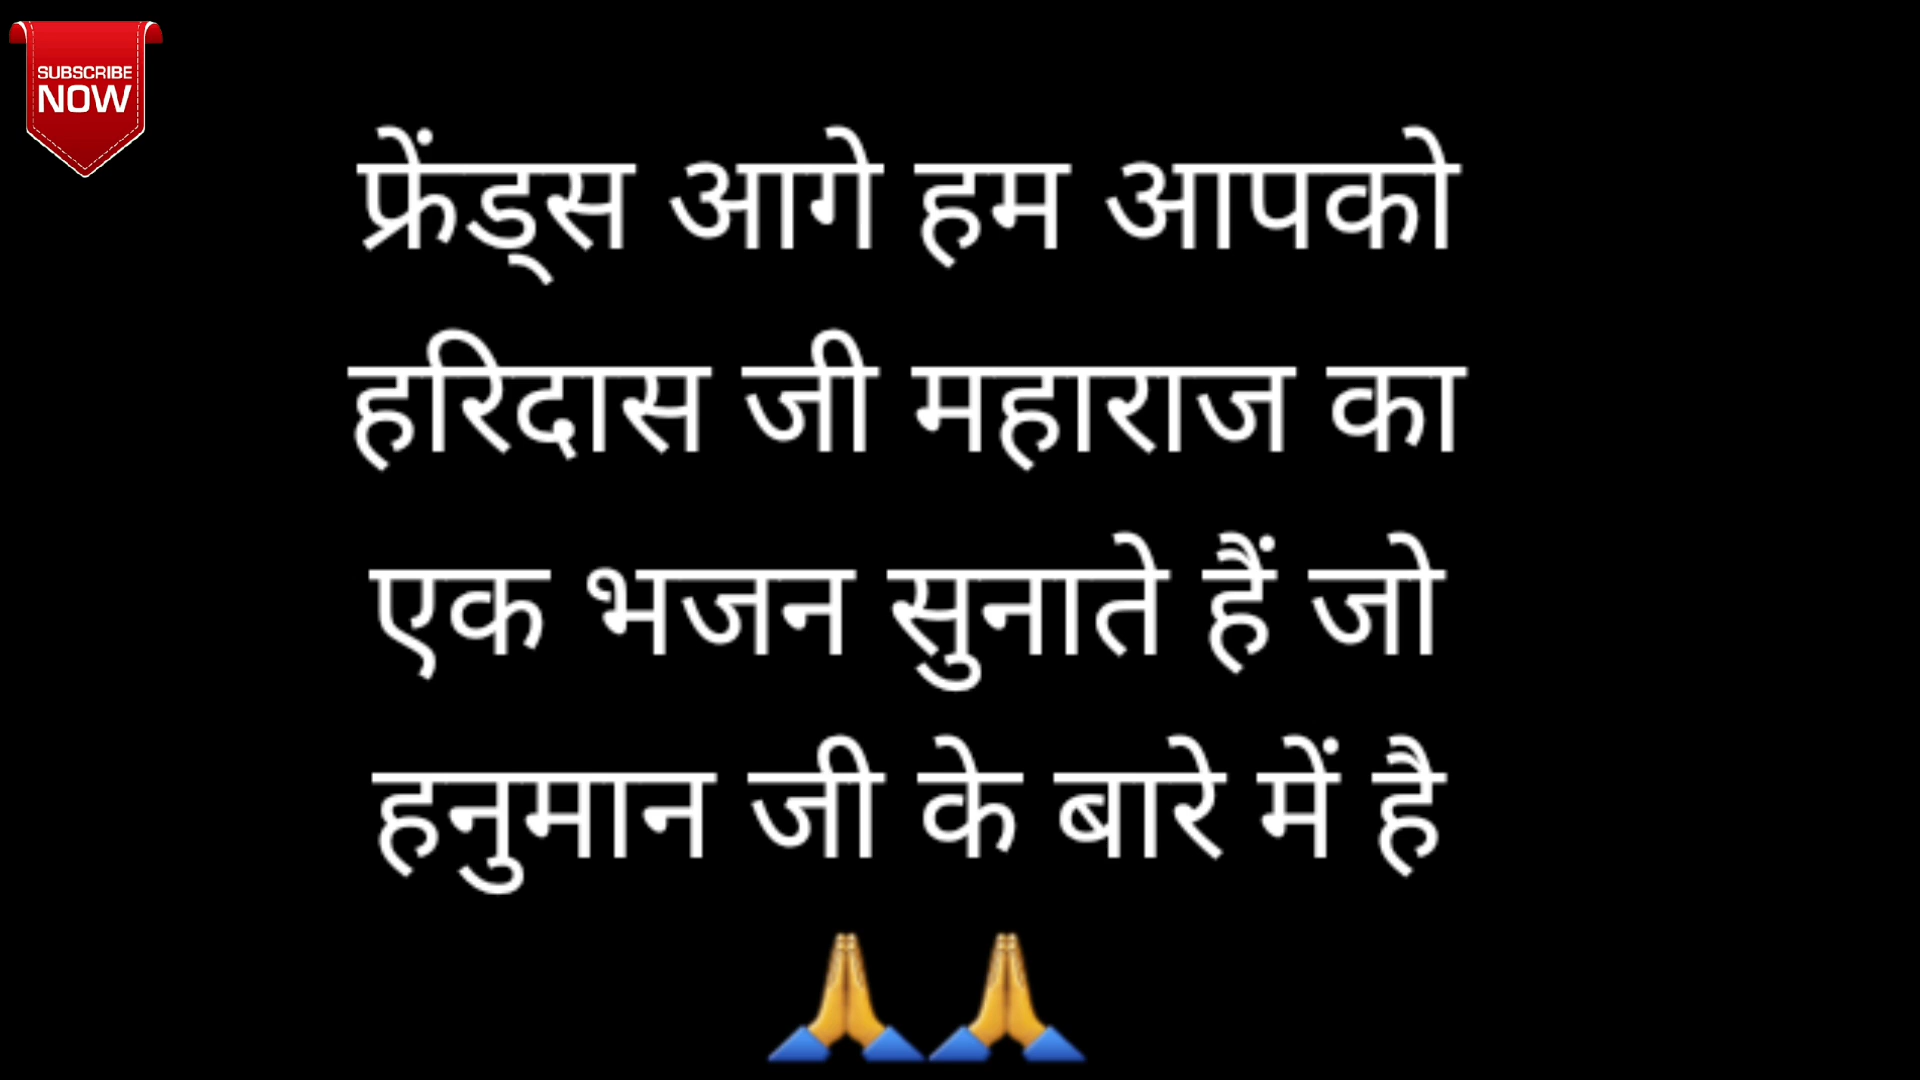 SUBSCRIBE
NOW
फ्रेंड्स आगे हम आपको
हरिदास जी महाराज का
एक भजन सुनाते हैं जो
हनुमान जी के बारे में है
🙏🙏